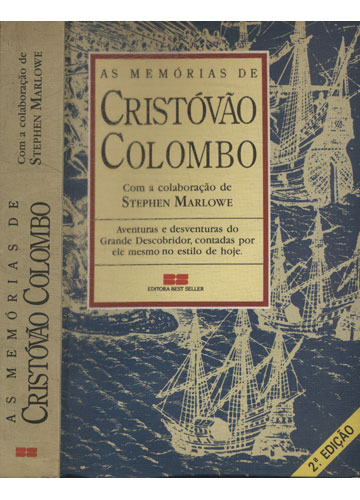 AS MEMÓRIAS DE
CRISTÓVÃO COLOMBO
Com a colaboração de
STEPHEN MARLOWE
AS MEMÓRIAS DE
CRISTÓVÃO
COLOMBO
Com a colaboração de
STEPHEN MARLOWE
Aventuras e desventuras do
Grande Descobridor, contadas por
ele mesmo no estilo de hoje.
EDITORA BEST SELLER
2ª EDIÇÃO